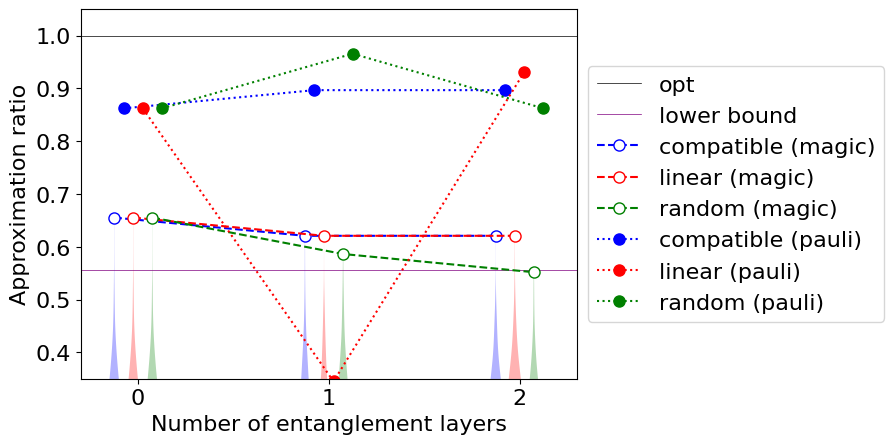 1.0
0.9
0.8
0.7
0.6
0.5
0.4
Approximation ratio
0 1 2
Number of entanglement layers
opt
lower bound
compatible (magic)
linear (magic)
random (magic)
compatible (pauli)
linear (pauli)
random (pauli)